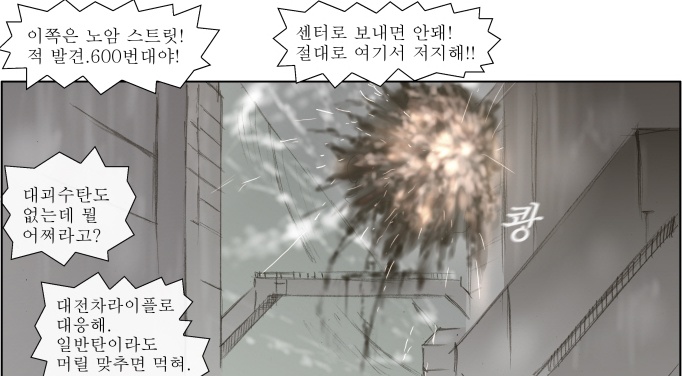 이쪽은 노암 스트릿!
적 발견.600번대야!
센터로 보내면 안돼!
절대로 여기서 저지해!!
대괴수탄도
없는데 뭘
어쩌라고?
쾅
대전차라이플로
대응해.
일반탄이라도
머릴 맞추면 먹혀.